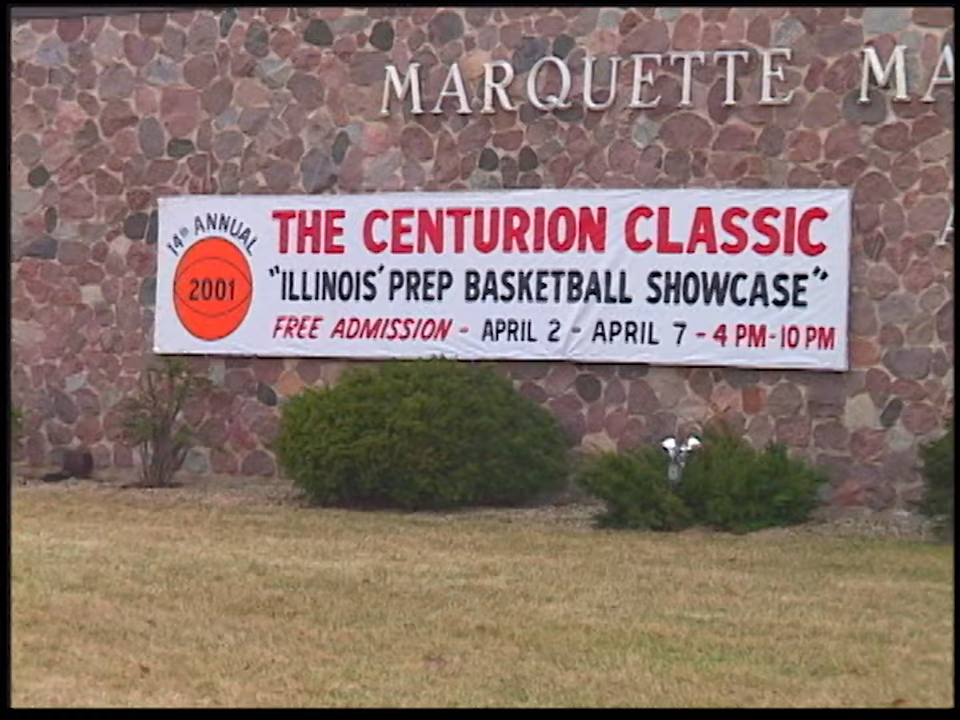 MARQUETTE MA
14th ANNUAL
2001
THE CENTURION CLASSIC
"ILLINOIS' PREP BASKETBALL SHOWCASE"
FREE ADMISSION - APRIL 2 - APRIL 7 - 4 PM-10 PM